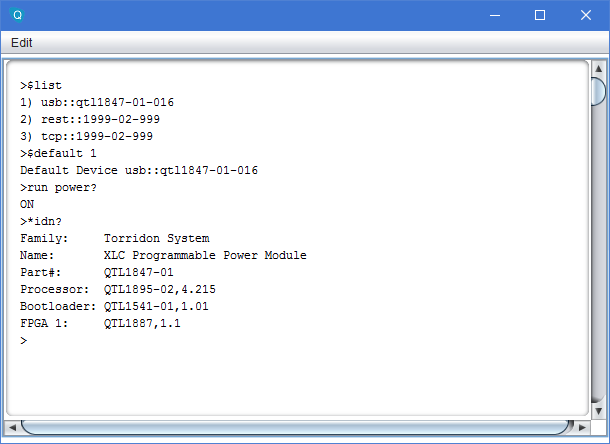 Q
Edit
>$list
1) usb::qtl1847-01-016
2) rest::1999-02-999
3) tcp::1999-02-999
>$default 1
Default Device usb::qtl1847-01-016
>run power?
ON
>*idn?
Family:     Torridon System
Name:       XLC Programmable Power Module
Part#:      QTL1847-01
Processor:  QTL1895-02,4.215
Bootloader: QTL1541-01,1.01
FPGA 1:     QTL1887,1.1
>